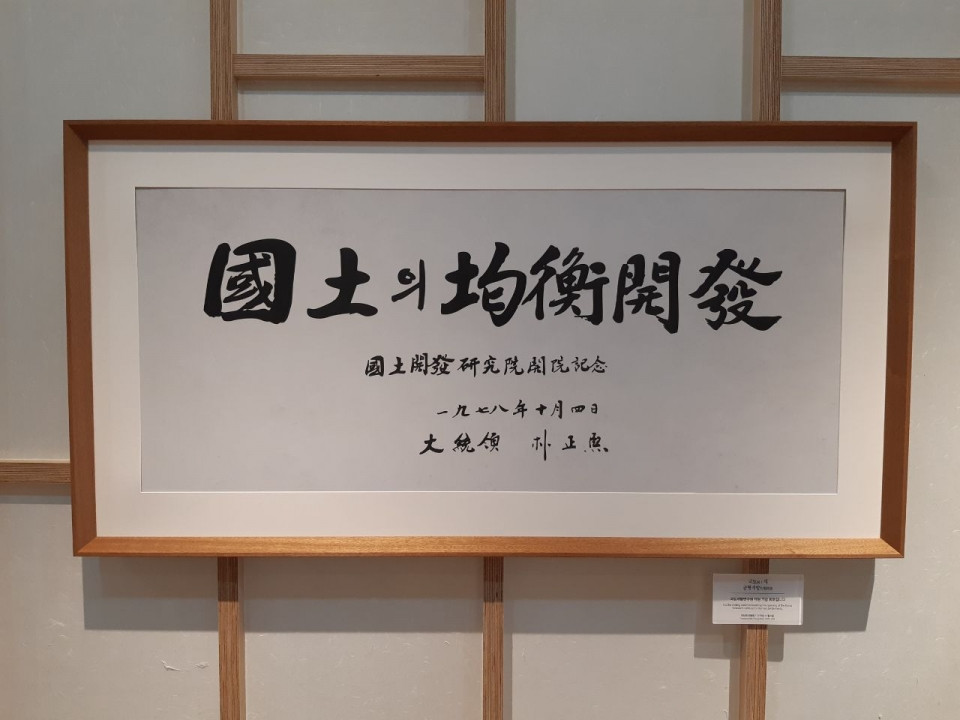 國土의均衡開發
國土開發研究院開院記念
一九七八年十月四日
大統領 朴正熙